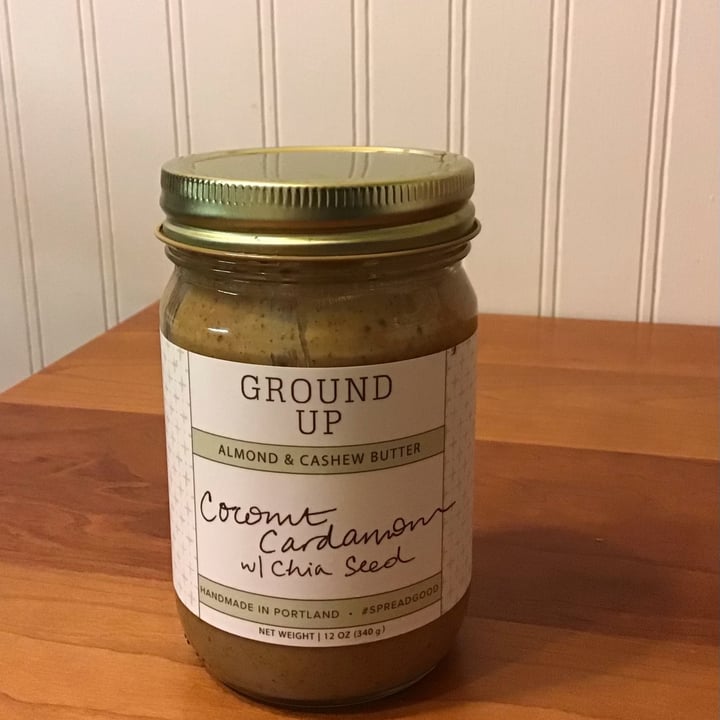 GROUND
UP
ALMOND & CASHEW BUTTER
Coconut
Cardamom
w/ Chia Seed
HANDMADE IN PORTLAND • #SPREADGOOD
NET WEIGHT | 12 OZ (340 g)